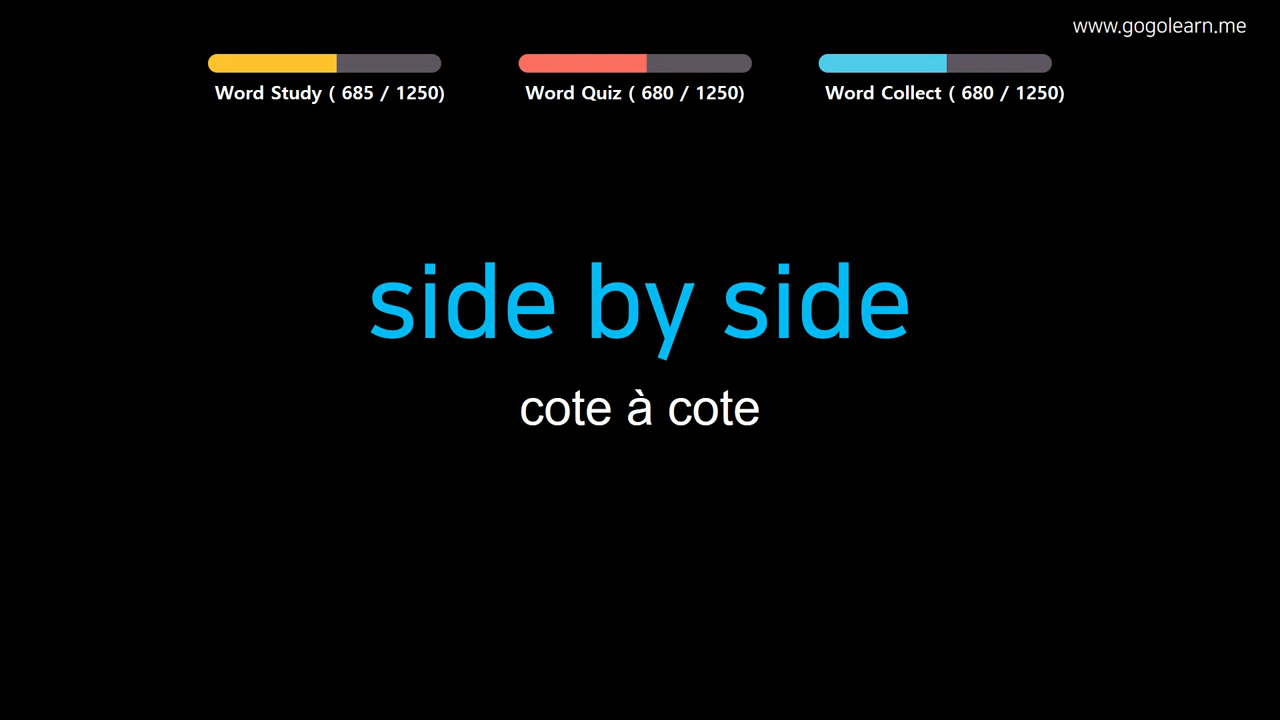 www.gogolearn.me
Word Study ( 685 / 1250)
Word Quiz ( 680 / 1250)
Word Collect ( 680 / 1250)
side by side
cote à cote